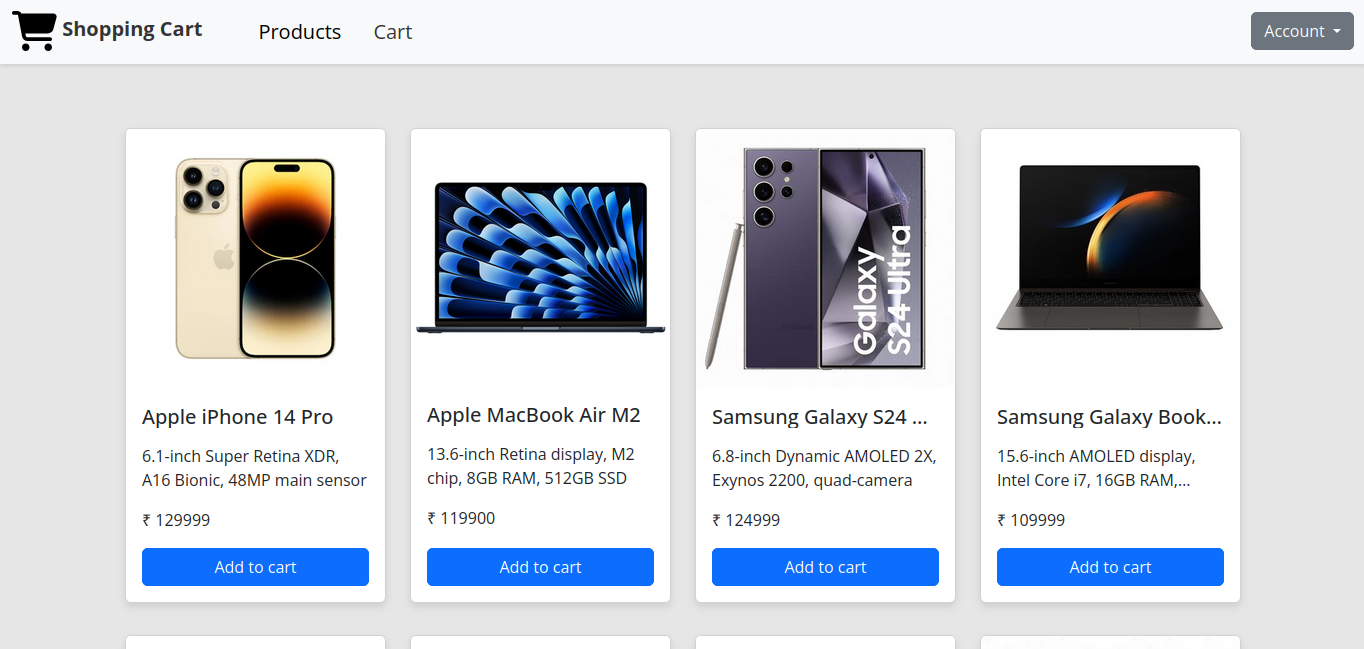 Shopping Cart
Products
Cart
Account
Galaxy
S24 Ultra
Apple iPhone 14 Pro
6.1-inch Super Retina XDR,
A16 Bionic, 48MP main sensor
₹ 129999
Add to cart
Apple MacBook Air M2
13.6-inch Retina display, M2
chip, 8GB RAM, 512GB SSD
₹ 119900
Add to cart
Samsung Galaxy S24 ...
6.8-inch Dynamic AMOLED 2X,
Exynos 2200, quad-camera
₹ 124999
Add to cart
Samsung Galaxy Book...
15.6-inch AMOLED display,
Intel Core i7, 16GB RAM,...
₹ 109999
Add to cart